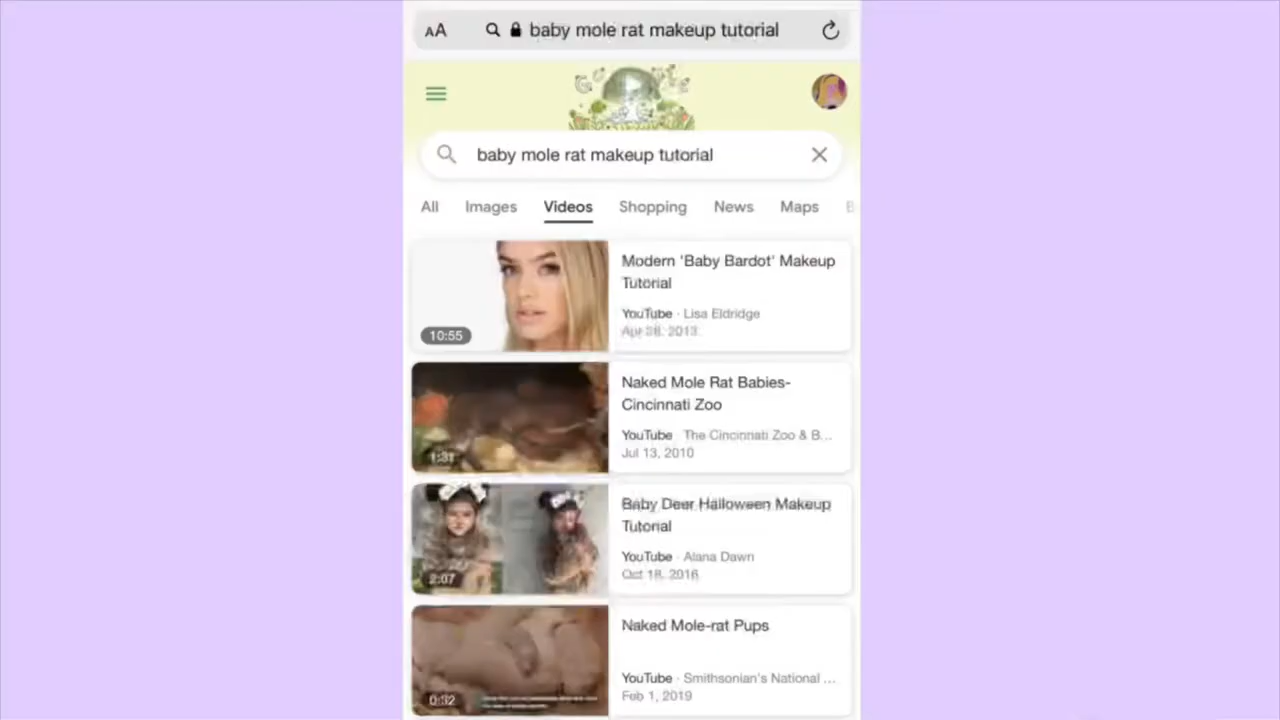 AA baby mole rat makeup tutorial
baby mole rat makeup tutorial
All Images Videos Shopping News Maps
Modern 'Baby Bardot' Makeup
Tutorial
YouTube · Lisa Eldridge
Apr 28, 2013
10:55
Naked Mole Rat Babies-
Cincinnati Zoo
YouTube · The Cincinnati Zoo & B...
Jul 13, 2010
1:31
Baby Deer Halloween Makeup
Tutorial
YouTube · Alana Dawn
Oct 18, 2016
2:07
Naked Mole-rat Pups
YouTube · Smithsonian's National ...
Feb 1, 2019
0:32